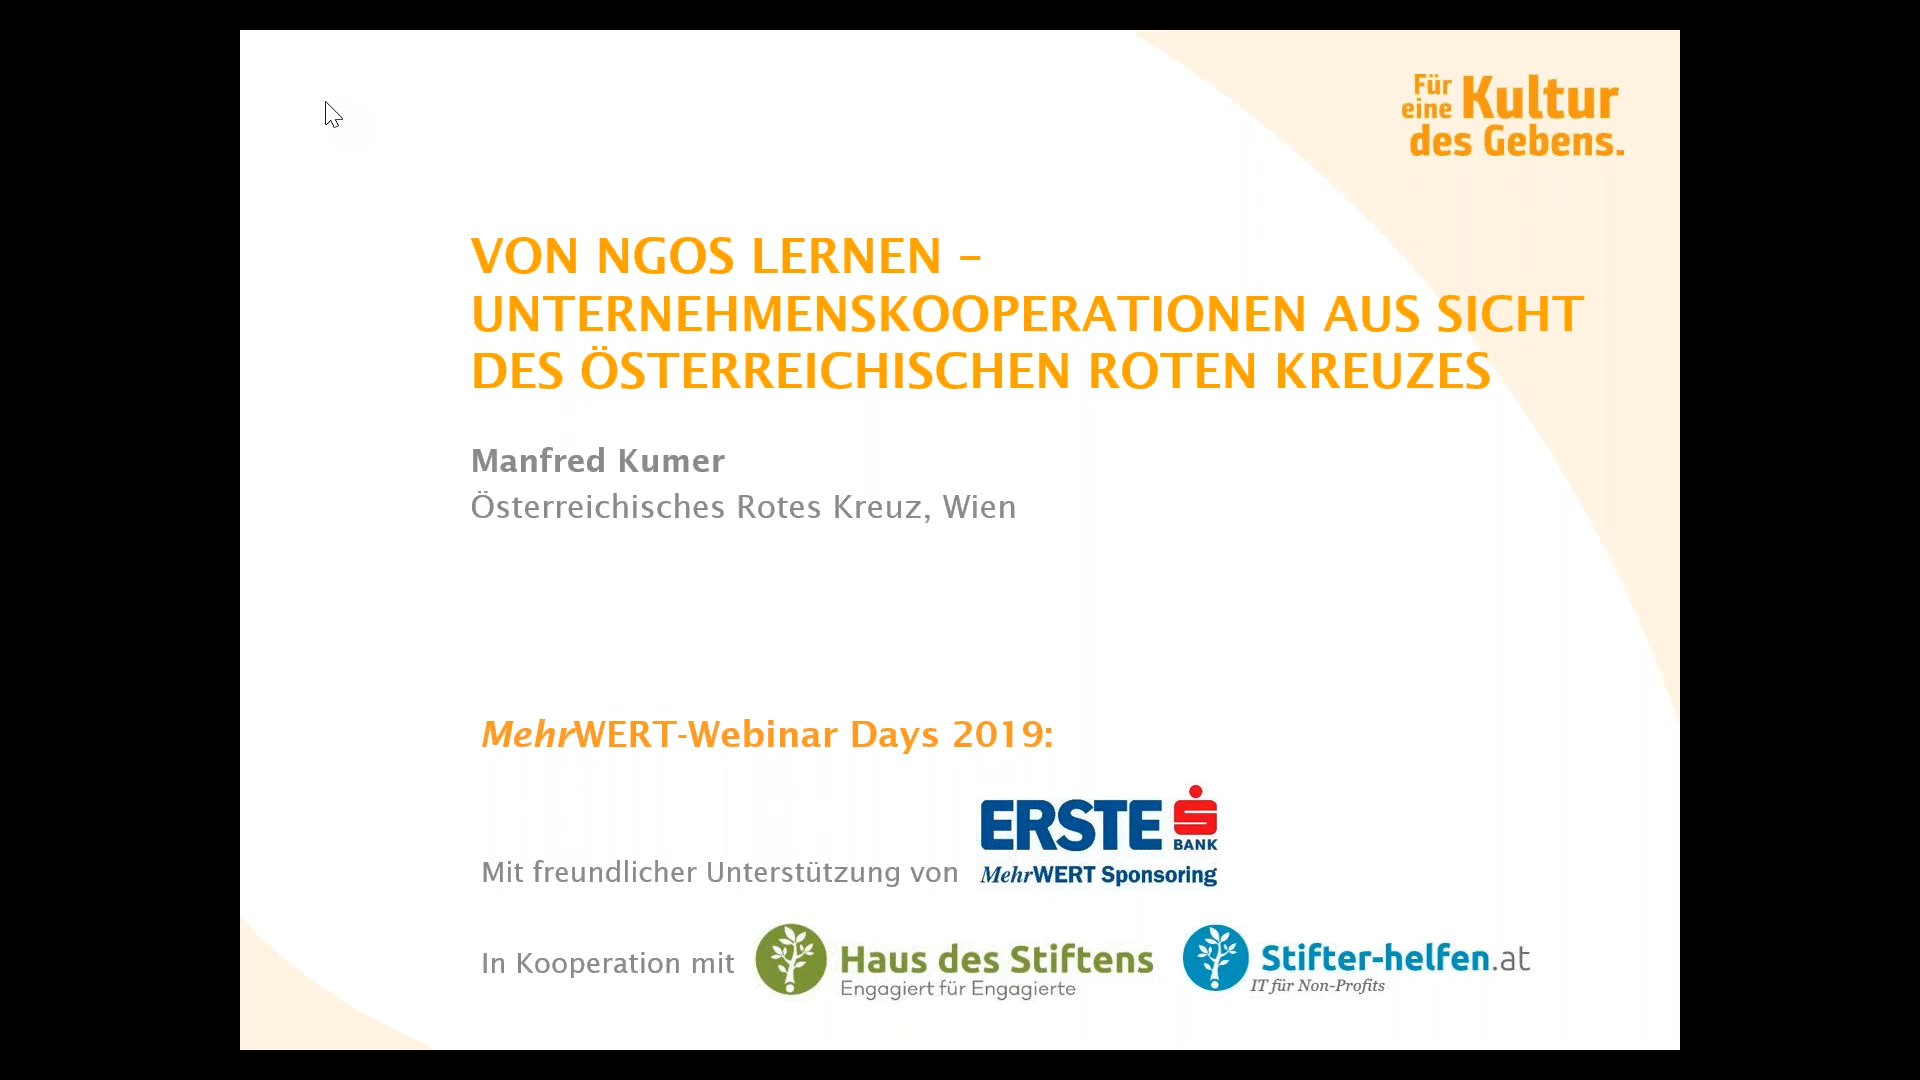 Für
eine Kultur
des Gebens.
VON NGOS LERNEN –
UNTERNEHMENSKOOPERATIONEN AUS SICHT
DES ÖSTERREICHISCHEN ROTEN KREUZES
Manfred Kumer
Österreichisches Rotes Kreuz, Wien
MehrWERT-Webinar Days 2019:
ERSTE BANK
Mit freundlicher Unterstützung von MehrWERT Sponsoring
In Kooperation mit Haus des Stiftens Stifter-helfen.at
Engagiert für Engagierte IT für Non-Profits